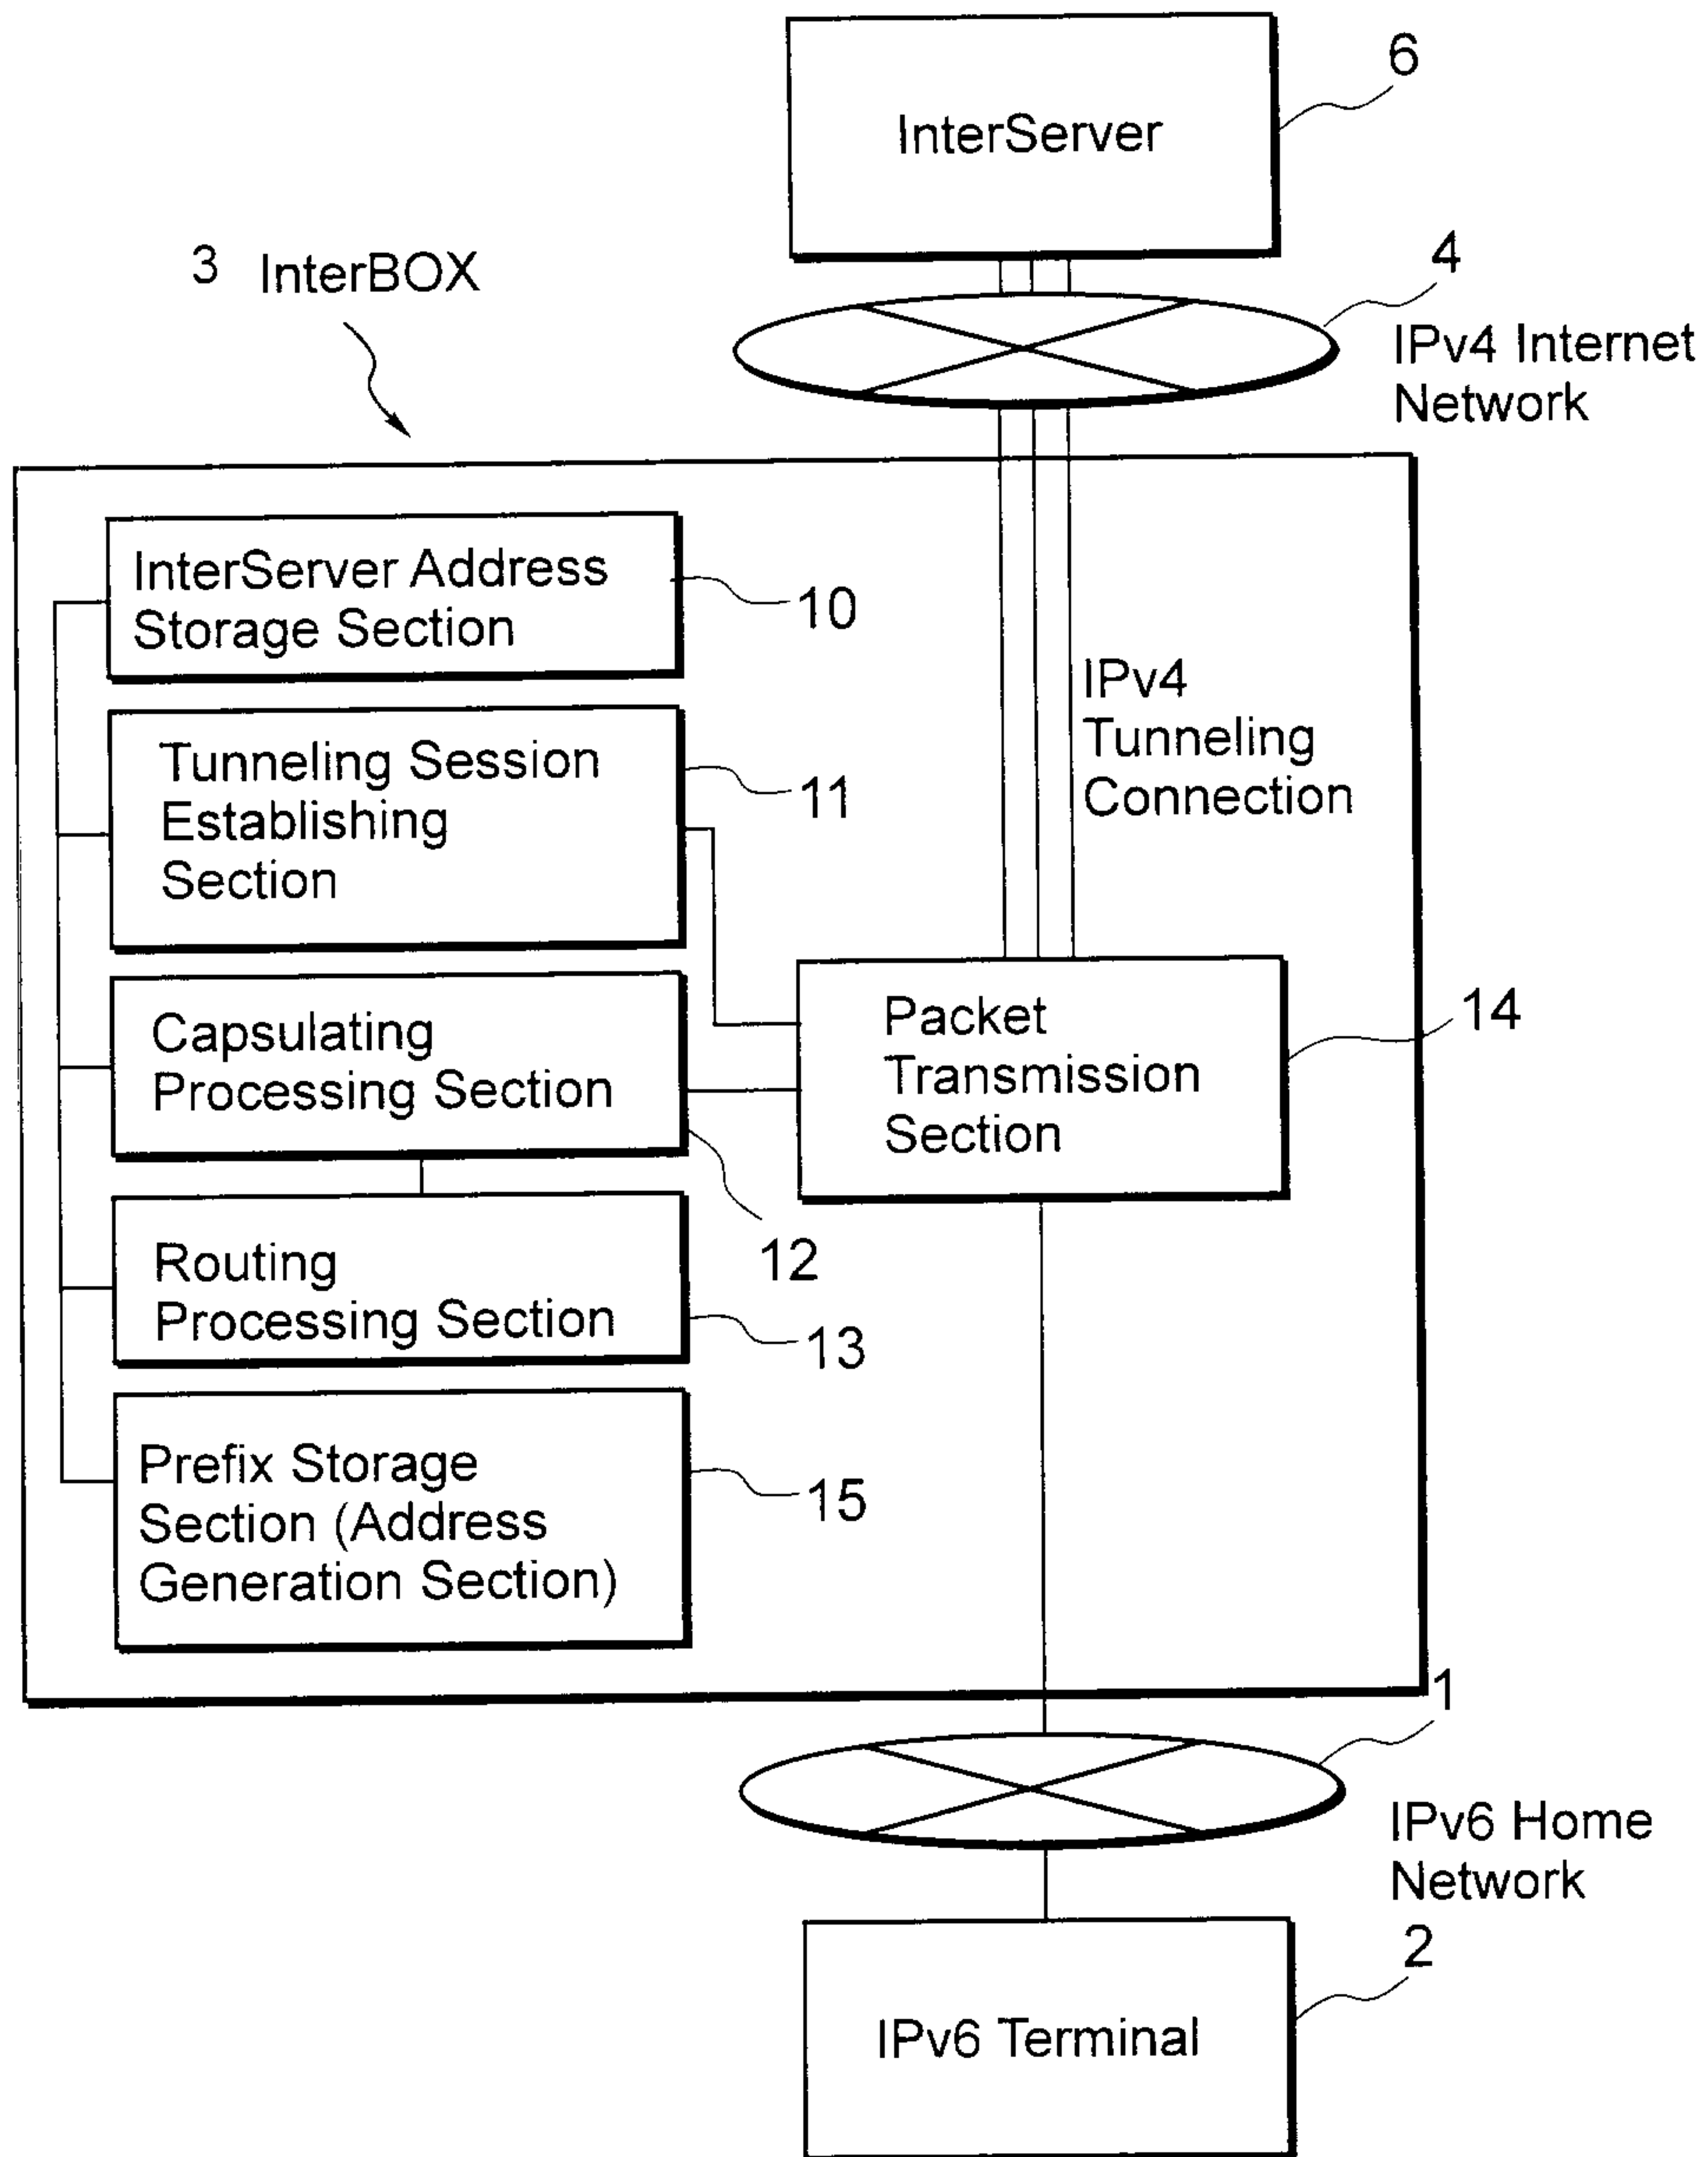 InterServer
6
3 InterBOX
4
IPv4 Internet
Network
InterServer Address
Storage Section
10
Tunneling Session
Establishing
Section
11
IPv4
Tunneling
Connection
Capsulating
Processing Section
12
Packet
Transmission
Section
14
Routing
Processing Section
13
Prefix Storage
Section (Address
Generation Section)
15
1
IPv6 Home
Network
2
IPv6 Terminal